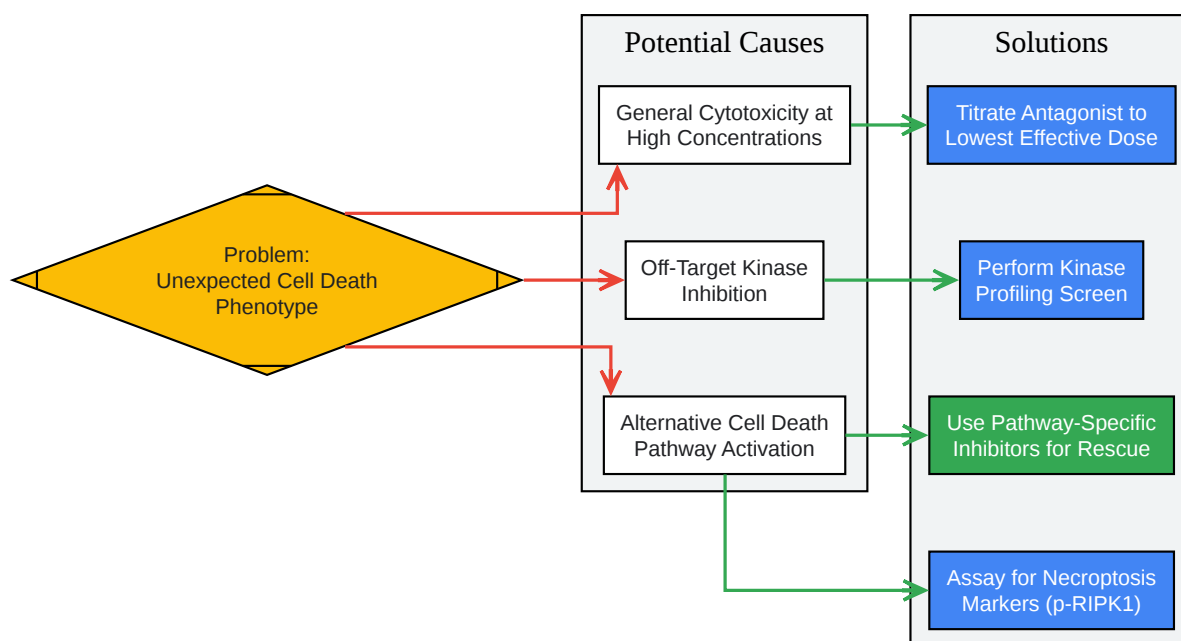 Problem:
Unexpected Cell Death
Phenotype
Potential Causes
General Cytotoxicity at
High Concentrations
Off-Target Kinase
Inhibition
Alternative Cell Death
Pathway Activation
Solutions
Titrate Antagonist to
Lowest Effective Dose
Perform Kinase
Profiling Screen
Use Pathway-Specific
Inhibitors for Rescue
Assay for Necroptosis
Markers (p-RIPK1)